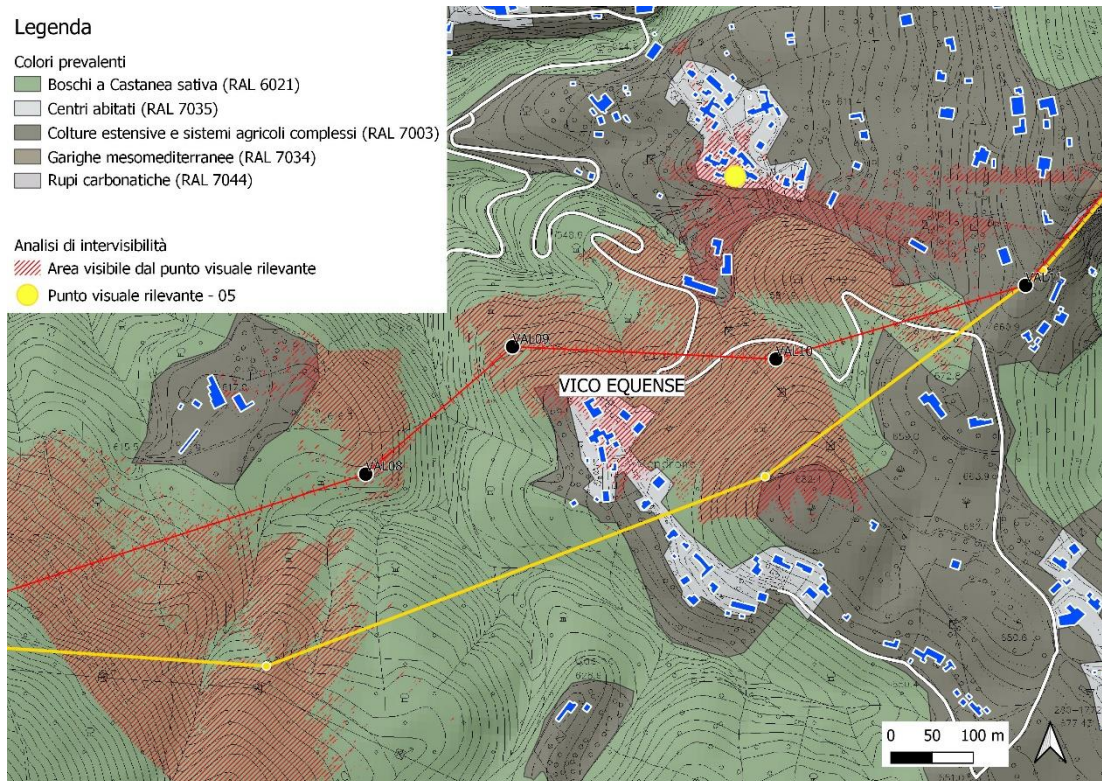 Legenda
Colori prevalenti
Boschi a Castanea sativa (RAL 6021)
Centri abitati (RAL 7035)
Colture estensive e sistemi agricoli complessi (RAL 7003)
Garighe mesomediterranee (RAL 7034)
Rupi carbonatiche (RAL 7044)
Analisi di intervisibilità
Area visibile dal punto visuale rilevante
Punto visuale rilevante - 05
VAL09
VAL10
VICO EQUENSE
VAL08
659.0
0 50 100 m